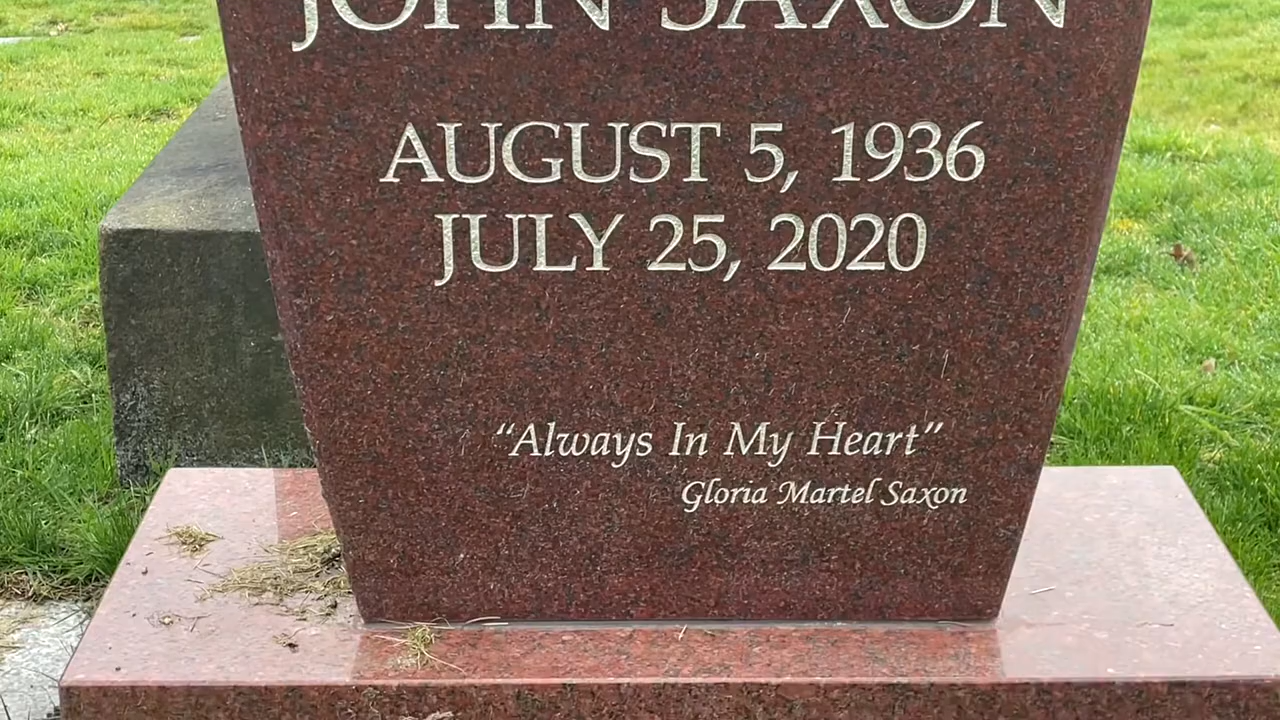 JOHN SAXON
AUGUST 5, 1936
JULY 25, 2020
“Always In My Heart”
Gloria Martel Saxon